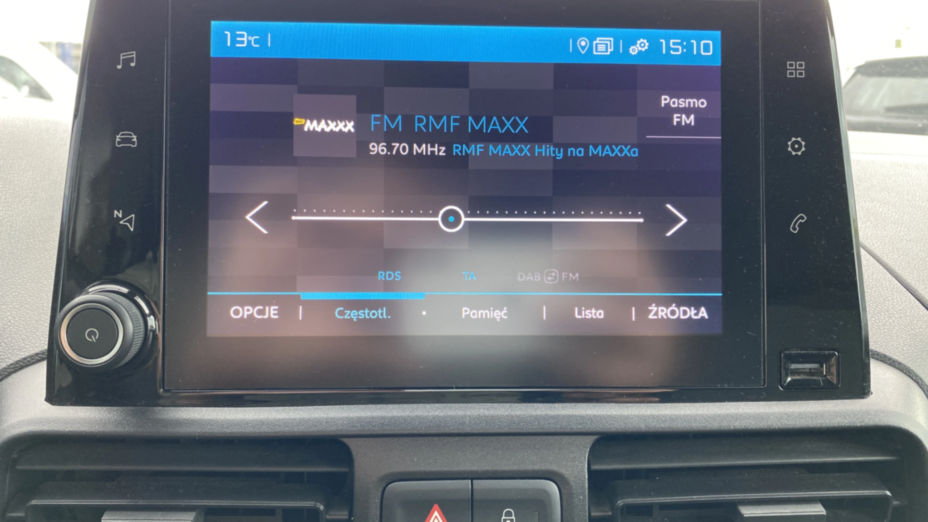 13°C
15:10
Pasmo
FM
MAXXX
FM RMF MAXX
96.70 MHz RMF MAXX Hity na MAXXa
N
RDS TA DAB FM
OPCJE | Częstotl. • Pamięć | Lista | ŹRÓDŁA